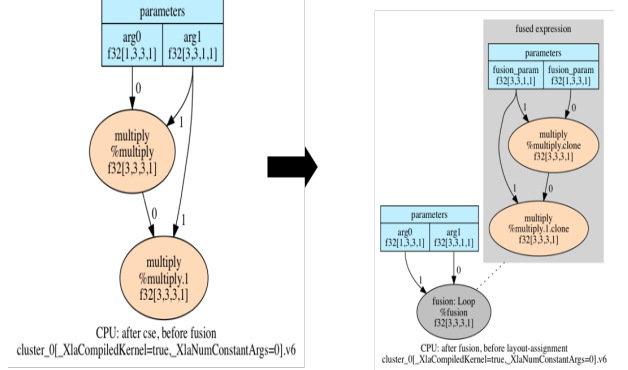 parameters
arg0
f32[1,3,3,1]
arg1
f32[3,3,1,1]
0
1
multiply
%multiply
f32[3,3,3,1]
0
1
multiply
%multiply.1
f32[3,3,3,1]
CPU: after cse, before fusion
cluster_0[_XlaCompiledKernel=true,_XlaNumConstantArgs=0].v6
fused expression
parameters
fusion_param
f32[3,3,1,1]
fusion_param
f32[1,3,3,1]
1
0
multiply
%multiply.clone
f32[3,3,3,1]
1
0
multiply
%multiply.1.clone
f32[3,3,3,1]
parameters
arg0
f32[1,3,3,1]
arg1
f32[3,3,1,1]
1
0
fusion: Loop
%fusion
f32[3,3,3,1]
CPU: after fusion, before layout-assignment
cluster_0[_XlaCompiledKernel=true,_XlaNumConstantArgs=0].v6